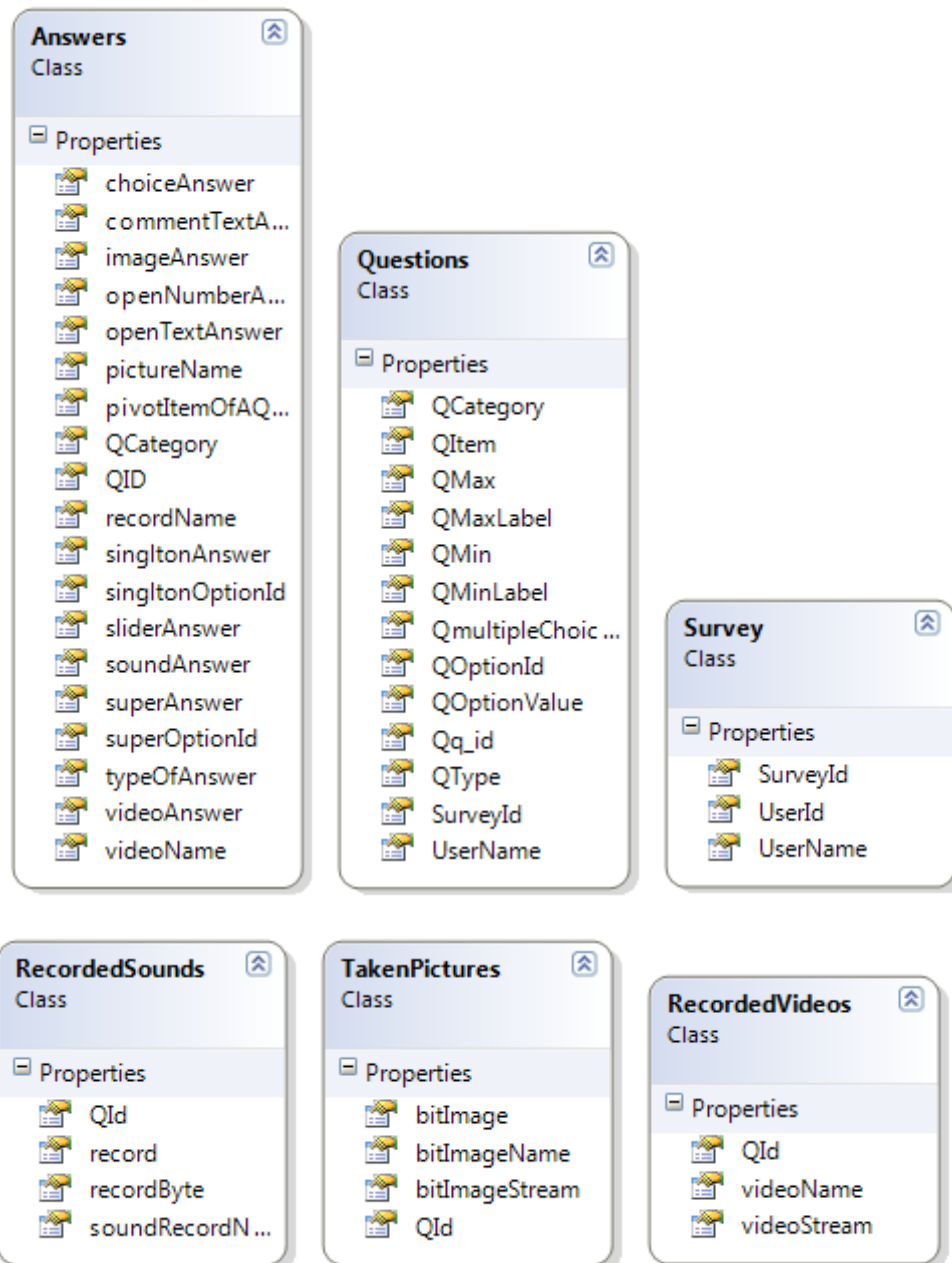 Answers
Class
Properties
choiceAnswer
commentTextA...
imageAnswer
openNumberA...
openTextAnswer
pictureName
pivotItemOfAQ...
QCategory
QID
recordName
singltonAnswer
singltonOptionId
sliderAnswer
soundAnswer
superAnswer
superOptionId
typeOfAnswer
videoAnswer
videoName
Questions
Class
Properties
QCategory
QItem
QMax
QMaxLabel
QMin
QMinLabel
QmultipleChoic...
QOptionId
QOptionValue
Qq_id
QType
SurveyId
UserName
Survey
Class
Properties
SurveyId
UserId
UserName
RecordedSounds
Class
Properties
QId
record
recordByte
soundRecordN...
TakenPictures
Class
Properties
bitImage
bitImageName
bitImageStream
QId
RecordedVideos
Class
Properties
QId
videoName
videoStream